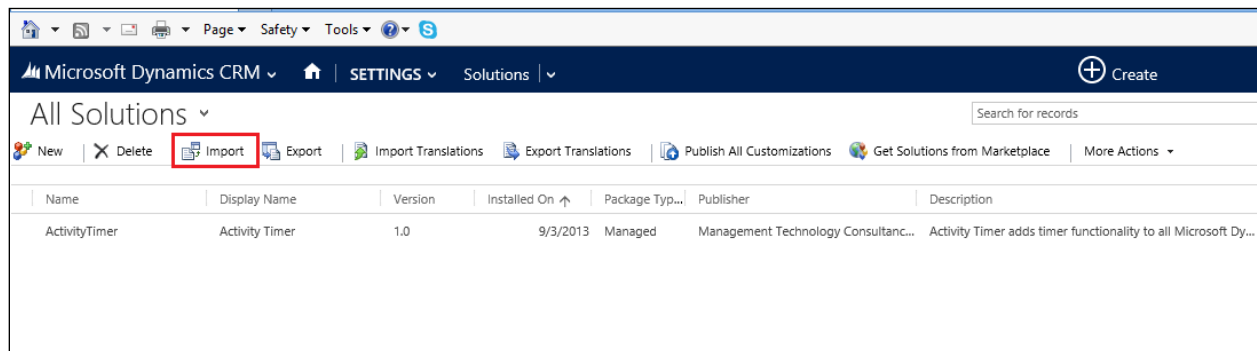 Page Safety Tools
Microsoft Dynamics CRM SETTINGS Solutions Create
All Solutions Search for records
New Delete Import Export Import Translations Export Translations Publish All Customizations Get Solutions from Marketplace More Actions
Name Display Name Version Installed On Package Typ... Publisher Description
ActivityTimer Activity Timer 1.0 9/3/2013 Managed Management Technology Consultanc... Activity Timer adds timer functionality to all Microsoft Dy...